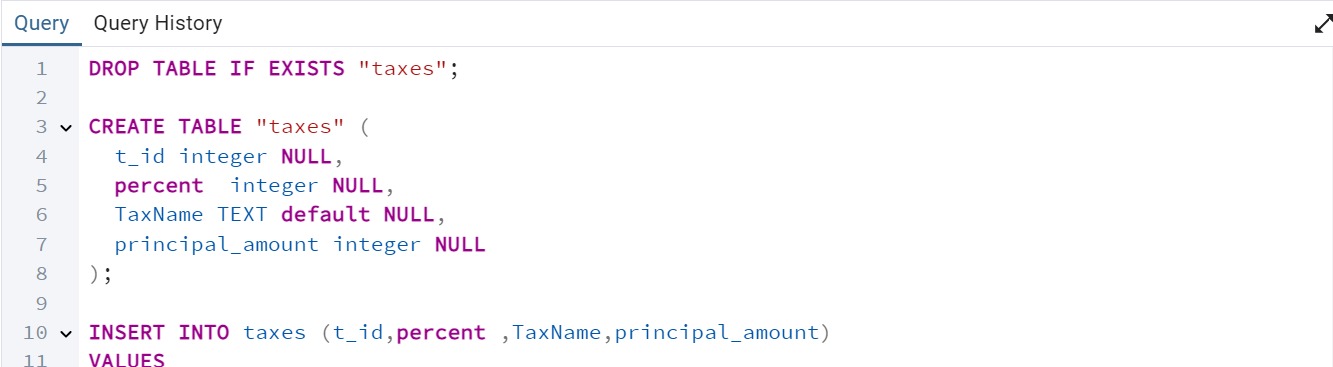 Query Query History
1 DROP TABLE IF EXISTS "taxes";
2
3 CREATE TABLE "taxes" (
4 t_id integer NULL,
5 percent  integer NULL,
6 TaxName TEXT default NULL,
7 principal_amount integer NULL
8 );
9
10 INSERT INTO taxes (t_id,percent ,TaxName,principal_amount)
11 VALUES